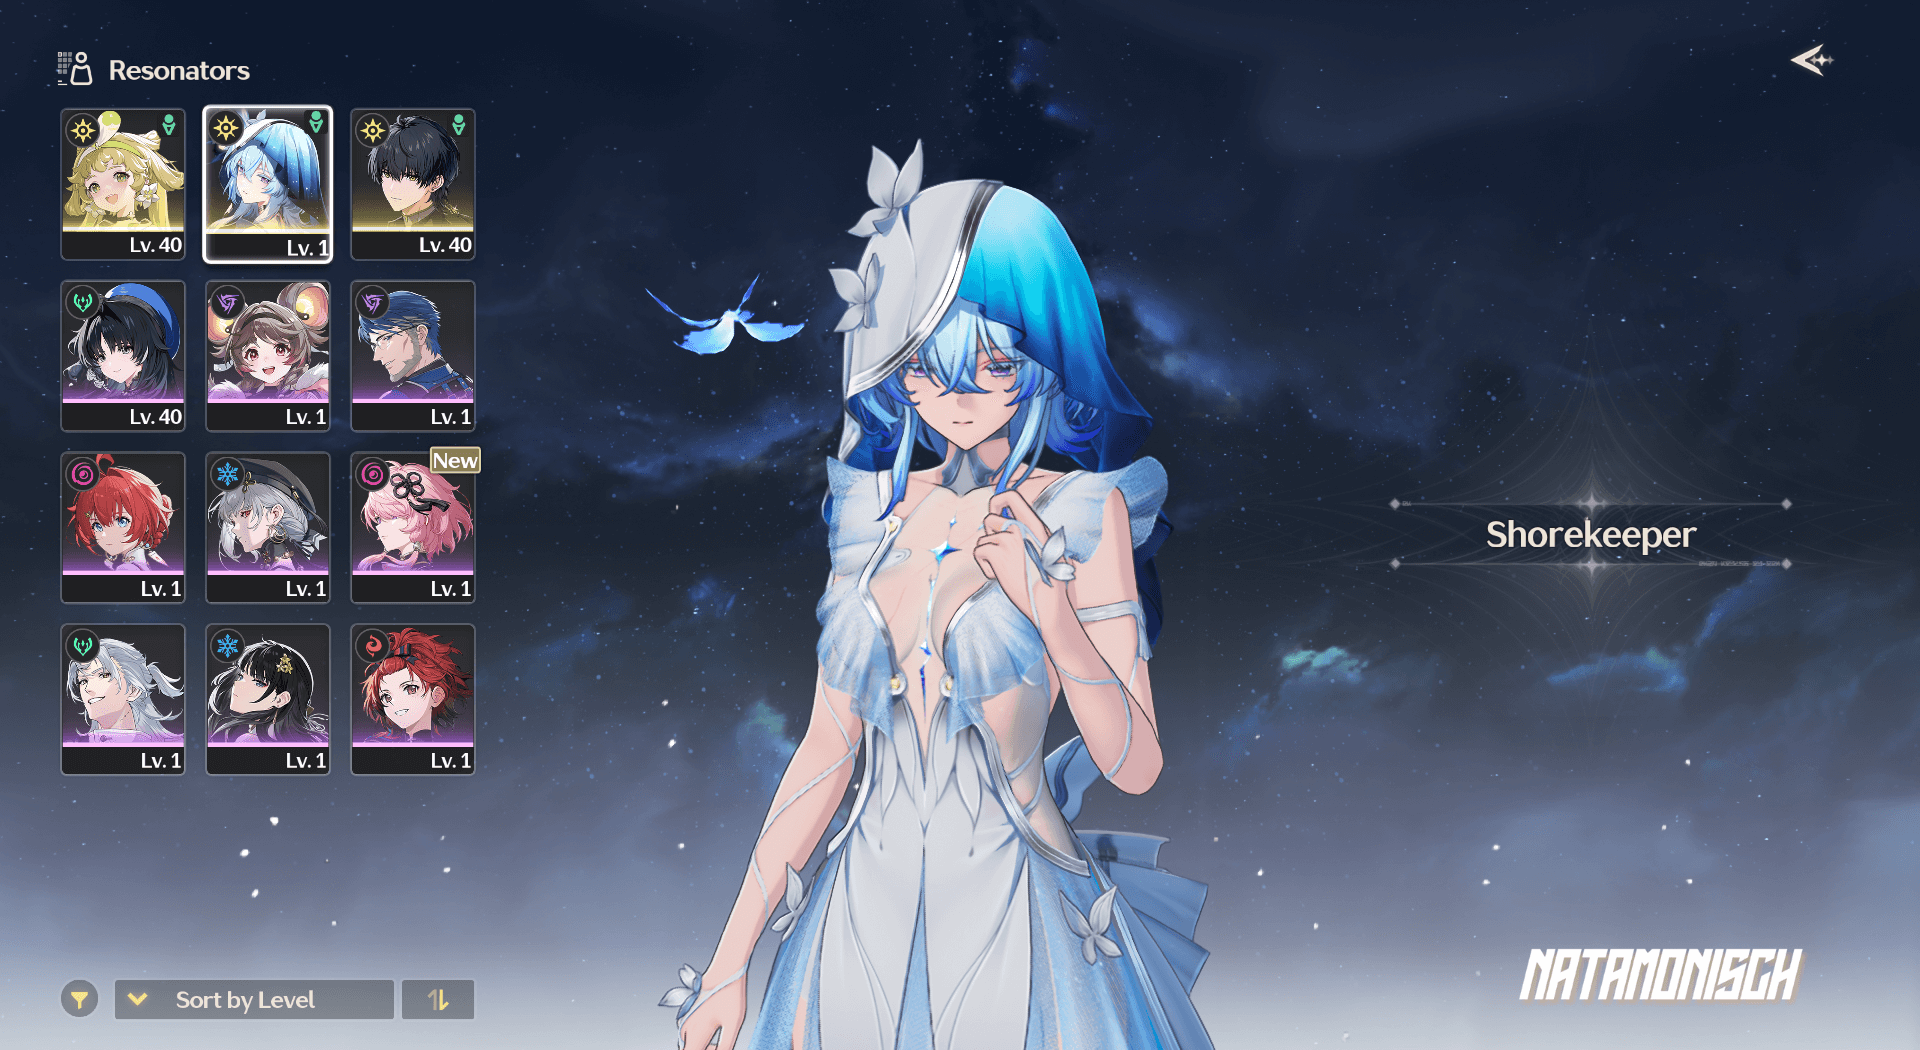 Resonators
Lv. 40
Lv. 1
Lv. 40
Lv. 40
Lv. 1
Lv. 1
New
Lv. 1
Lv. 1
Lv. 1
Lv. 1
Lv. 1
Lv. 1
Shorekeeper
Sort by Level
NATAMONISCH